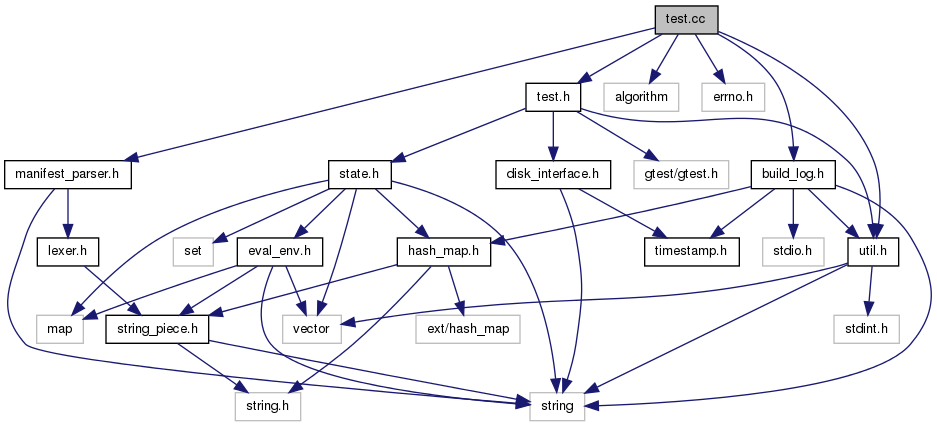 test.cc
test.h
algorithm
errno.h
manifest_parser.h
state.h
disk_interface.h
gtest/gtest.h
build_log.h
lexer.h
set
eval_env.h
hash_map.h
timestamp.h
stdio.h
util.h
map
string_piece.h
vector
ext/hash_map
stdint.h
string.h
string